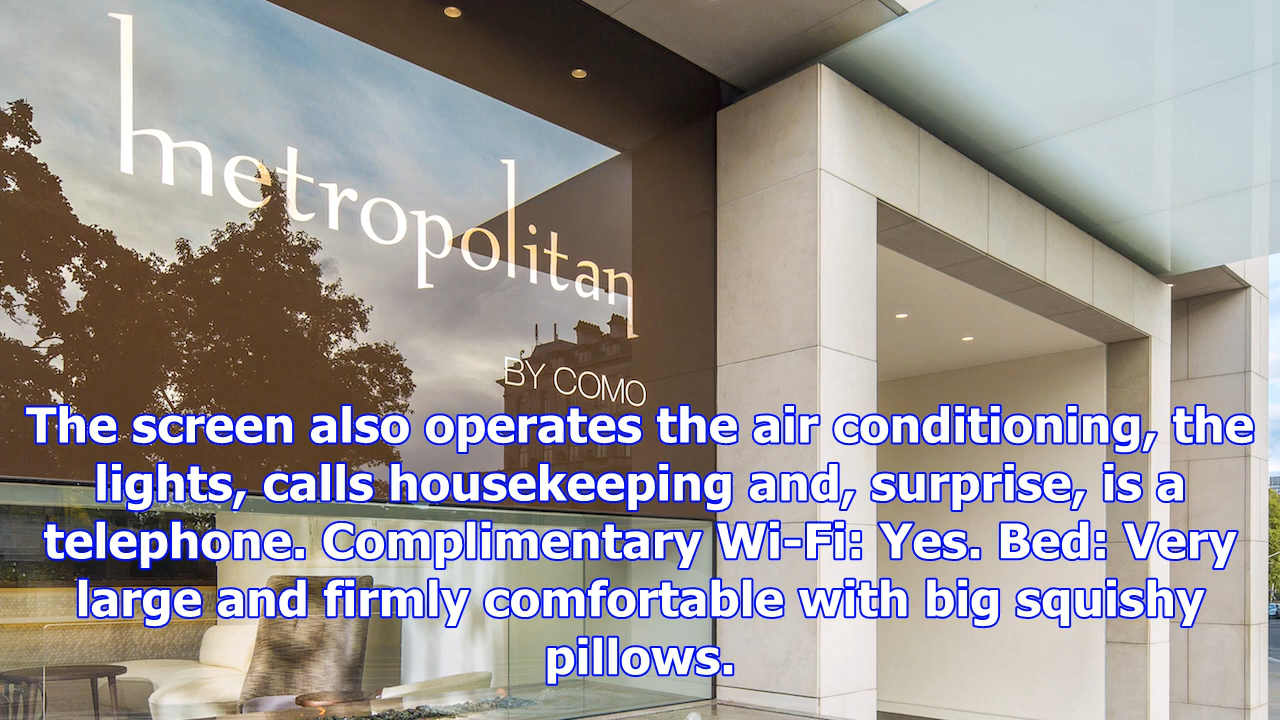 metropolitan
BY COMO
The screen also operates the air conditioning, the
lights, calls housekeeping and, surprise, is a
telephone. Complimentary Wi-Fi: Yes. Bed: Very
large and firmly comfortable with big squishy
pillows.